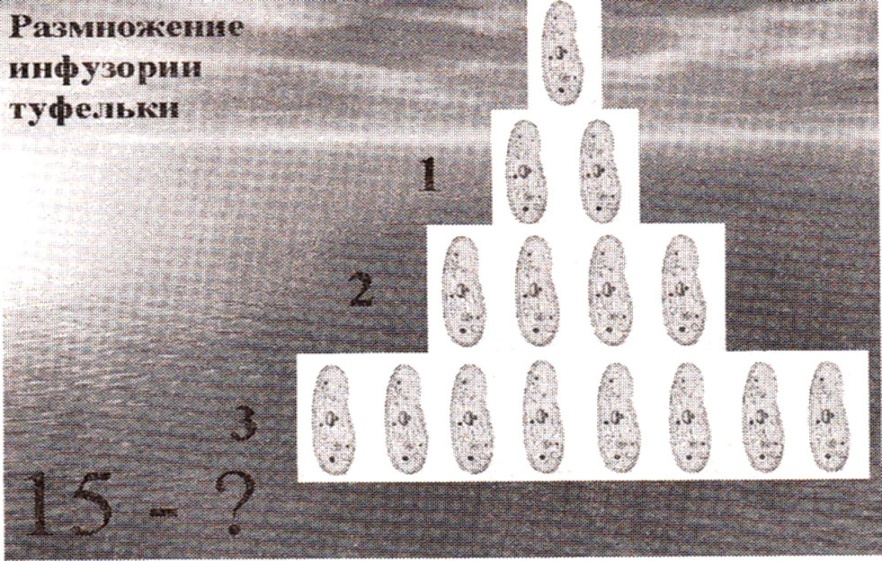 Размножение
инфузории
туфельки
1
2
3
15 - ?